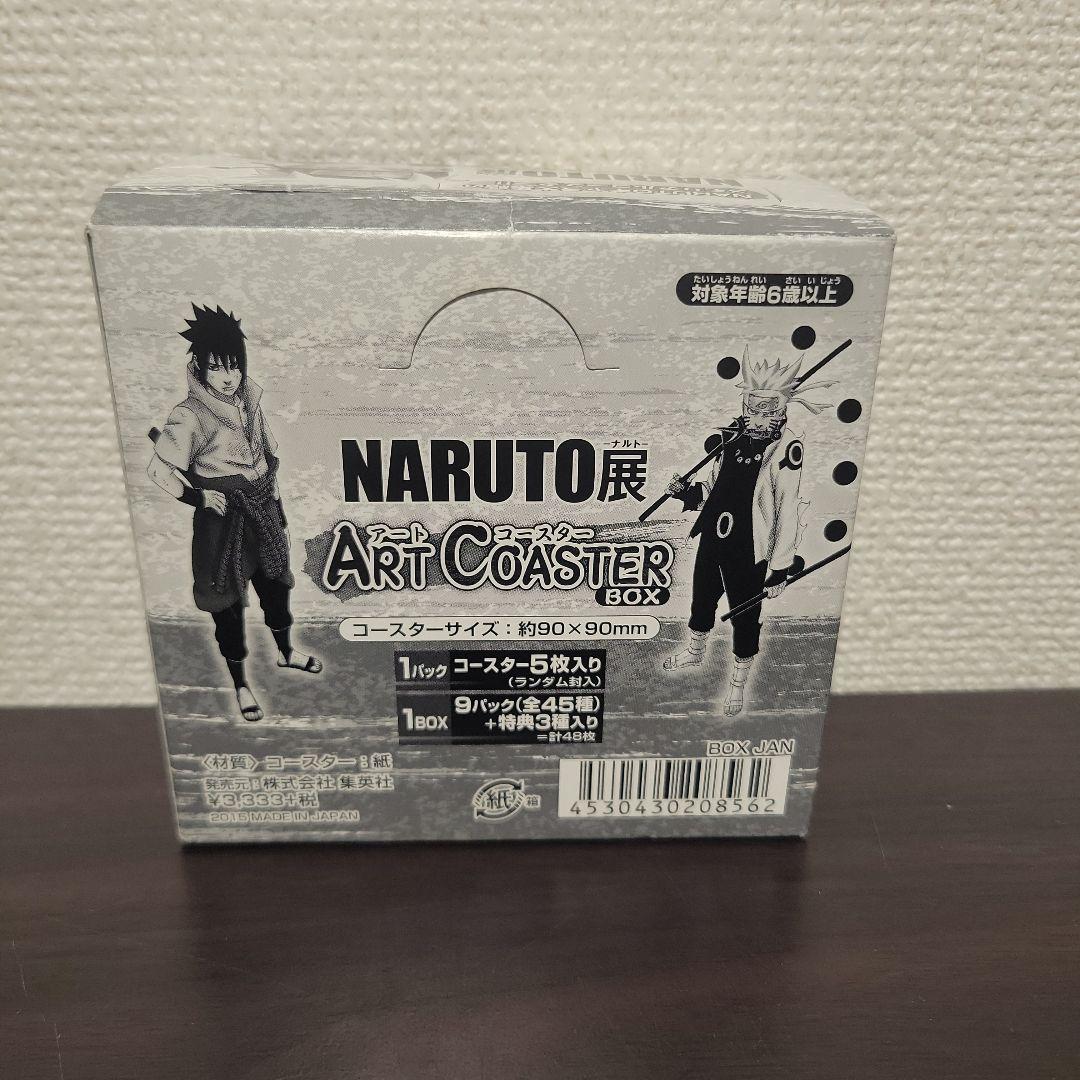 NARUTO
たいしょうねんれい さいいじょう
対象年齢6歳以上
-ナルト-
NARUTO展
アート コースター
ART COASTER
BOX
コースターサイズ:約90×90mm
1パック コースター5枚入り
(ランダム封入)
1BOX 9パック(全45種)
+特典3種入り
=計48枚
〈材質〉コースター:紙
発売元:株式会社 集英社
¥3,333+税
2015 MADE IN JAPAN
紙 箱
BOX JAN
4530430208562